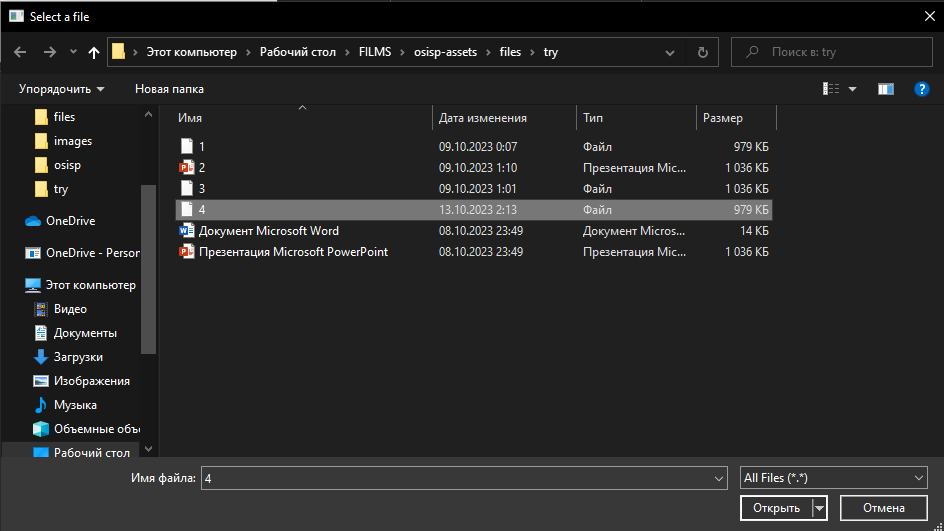 Select a file
Этот компьютер Рабочий стол FILMS osisp-assets files try
Поиск в: try
Упорядочить Новая папка
files
images
osisp
try
OneDrive
OneDrive - Person
Этот компьютер
Видео
Документы
Загрузки
Изображения
Музыка
Объемные объ
Рабочий стол
Имя Дата изменения Тип Размер
1 09.10.2023 0:07 Файл 979 КБ
2 09.10.2023 1:10 Презентация Mic... 1 036 КБ
3 09.10.2023 1:01 Файл 1 036 КБ
4 13.10.2023 2:13 Файл 979 КБ
Документ Microsoft Word 08.10.2023 23:49 Документ Micros... 14 КБ
Презентация Microsoft PowerPoint 08.10.2023 23:49 Презентация Mic... 1 036 КБ
Имя файла: 4 All Files (*.*)
Открыть Отмена